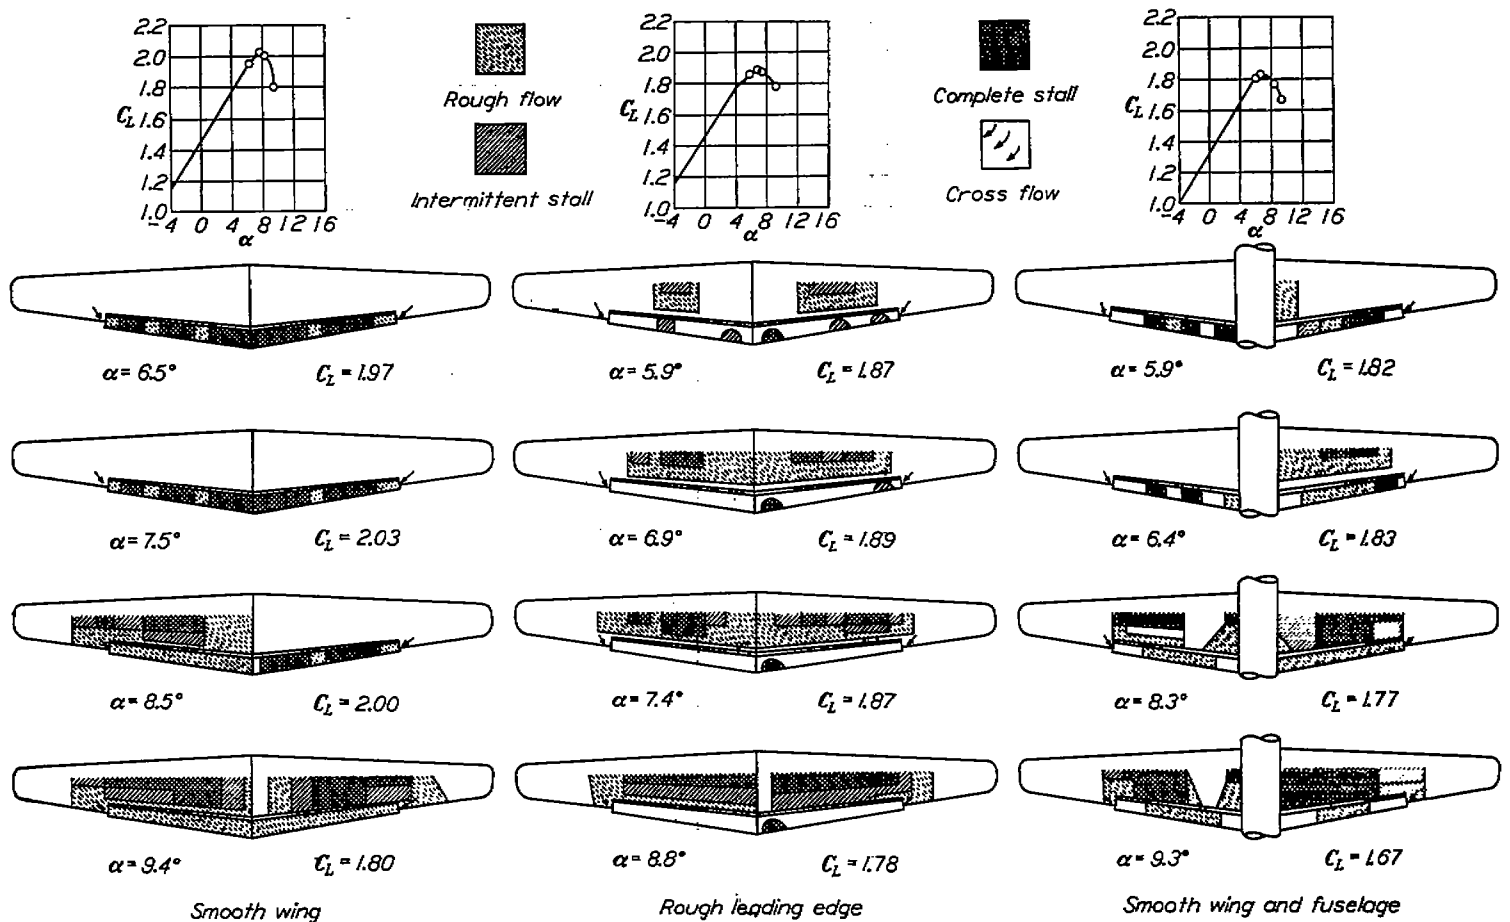 2.2
2.0
1.8
C_L 1.6
1.4
1.2
1.0
-4 0 4 8 12 16
α
Rough flow
Intermittent stall
2.2
2.0
1.8
C_L 1.6
1.4
1.2
1.0
-4 0 4 8 12 16
α
Complete stall
Cross flow
2.2
2.0
1.8
C_L 1.6
1.4
1.2
1.0
-4 0 4 8 12 16
α
α = 6.5° C_L = 1.97
α = 5.9° C_L = 1.87
α = 5.9° C_L = 1.82
α = 7.5° C_L = 2.03
α = 6.9° C_L = 1.89
α = 6.4° C_L = 1.83
α = 8.5° C_L = 2.00
α = 7.4° C_L = 1.87
α = 8.3° C_L = 1.77
α = 9.4° C_L = 1.80
α = 8.8° C_L = 1.78
α = 9.3° C_L = 1.67
Smooth wing
Rough leading edge
Smooth wing and fuselage